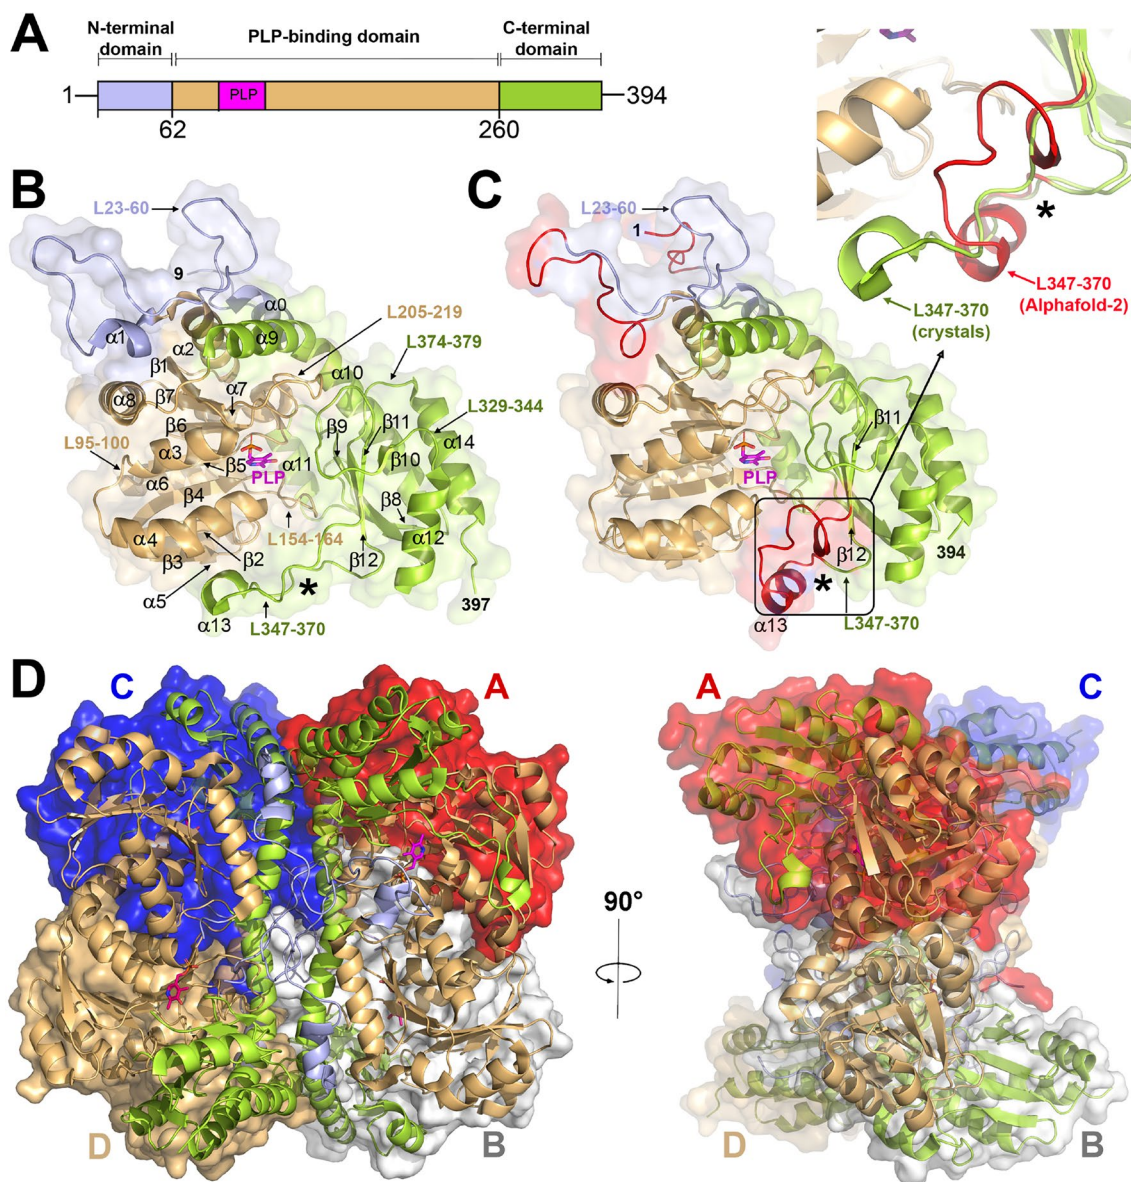 A
N-terminal
domain
PLP-binding domain
C-terminal
domain
1
PLP
394
62
260
*
L347-370
(Alphafold-2)
L347-370
(crystals)
B
L23-60
9
α0
α1
α2
α9
L205-219
L374-379
β1
α10
α8
β7
α7
β6
L329-344
β9
β11
α14
L95-100
α3
β5
α11
β10
α6
PLP
β4
β8
α4
L154-164
α12
β3
β2
β12
α5
*
397
α13
L347-370
C
L23-60
1
β11
PLP
β12
394
*
α13
L347-370
D
C
A
D
B
90°
A
C
D
B